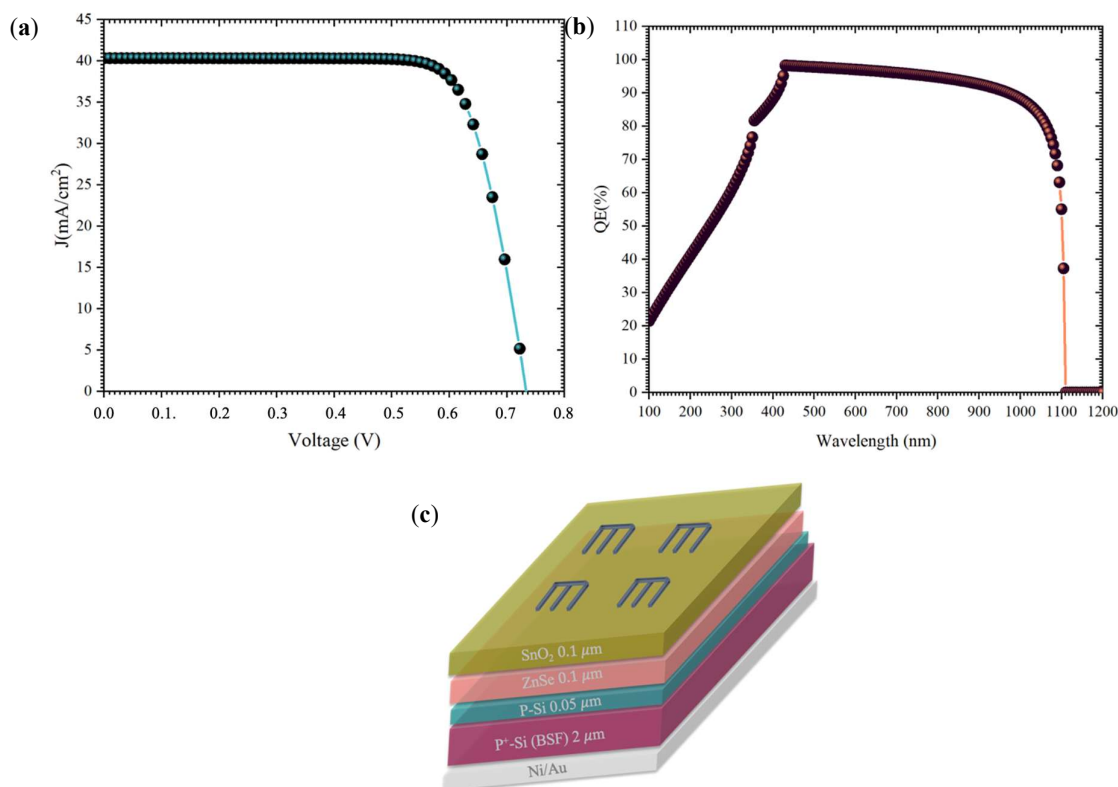 (a)
45
40
35
30
25
20
15
10
5
0
J(mA/cm²)
0.0 0.1. 0. 0.3 0.4 0.5 0.6 0.7 0.8
Voltage (V)
(b)
110
100
90
80
70
60
50
40
30
20
10
0
QE(%)
100 200 300 400 500 600 700 800 900 1000 1100 1200
Wavelength (nm)
(c)
SnO₂ 0.1 µm
ZnSe 0.1 µm
P-Si 0.05 µm
P⁺-Si (BSF) 2 µm
Ni/Au